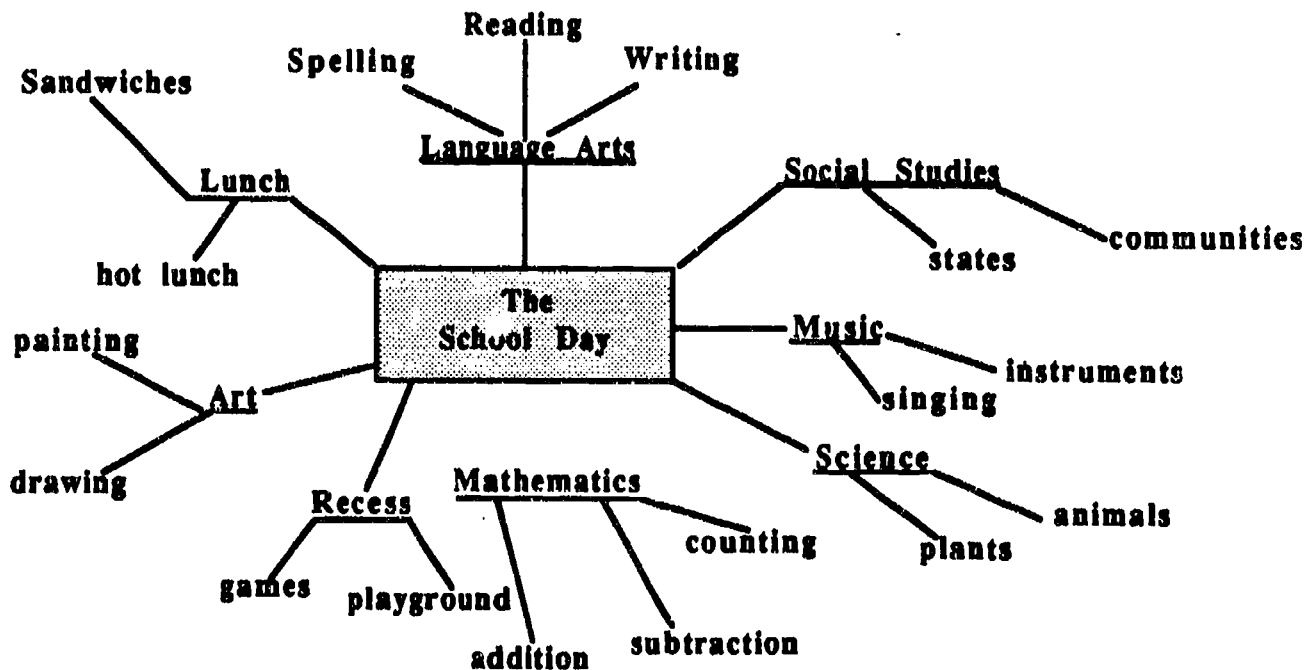 Reading
Spelling
Writing
Sandwiches
Language Arts
Lunch
Social Studies
communities
states
hot lunch
The
School Day
painting
Music
instruments
Art
singing
drawing
Science
Mathematics
Recess
animals
counting
plants
games
playground
subtraction
addition